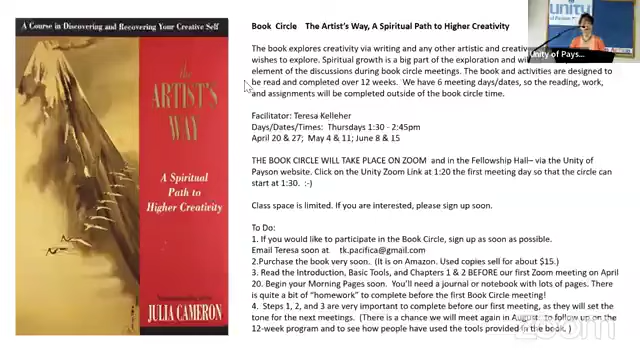 A Course in Discovering and Recovering Your Creative Self
the
ARTIST'S
WAY
A Spiritual
Path to
Higher Creativity
JULIA CAMERON
Book Circle The Artist's Way, A Spiritual Path to Higher Creativity
The book explores creativity via writing and any other artistic and creative
wishes to explore. Spiritual growth is a big part of the exploration and
element of the discussions during book circle meetings. The book and activities are designed to
be read and completed over 12 weeks. We have 6 meeting days/dates, so the reading, work,
and assignments will be completed outside of the book circle time.
Facilitator: Teresa Kelleher
Days/Dates/Times: Thursdays 1:30 - 2:45pm
April 20 & 27; May 4 & 11; June 8 & 15
THE BOOK CIRCLE WILL TAKE PLACE ON ZOOM and in the Fellowship Hall– via the Unity of
Payson website. Click on the Unity Zoom Link at 1:20 the first meeting day so that the circle can
start at 1:30. :-)
Class space is limited. If you are interested, please sign up soon.
To Do:
1. If you would like to participate in the Book Circle, sign up as soon as possible.
Email Teresa soon at tk.pacifica@gmail.com
2.Purchase the book very soon. (It is on Amazon. Used copies sell for about $15.)
3. Read the Introduction, Basic Tools, and Chapters 1 & 2 BEFORE our first Zoom meeting on April
20. Begin your Morning Pages soon. You'll need a journal or notebook with lots of pages. There
is quite a bit of "homework" to complete before the first Book Circle meeting!
4. Steps 1, 2, and 3 are very important to complete before our first meeting, as they will set the
tone for the next meetings. (There is a chance we will meet again in August. To follow up on the
12-week program and to see how people have used the tools provided in the book. )
unity
Unity of Pays...
zoom